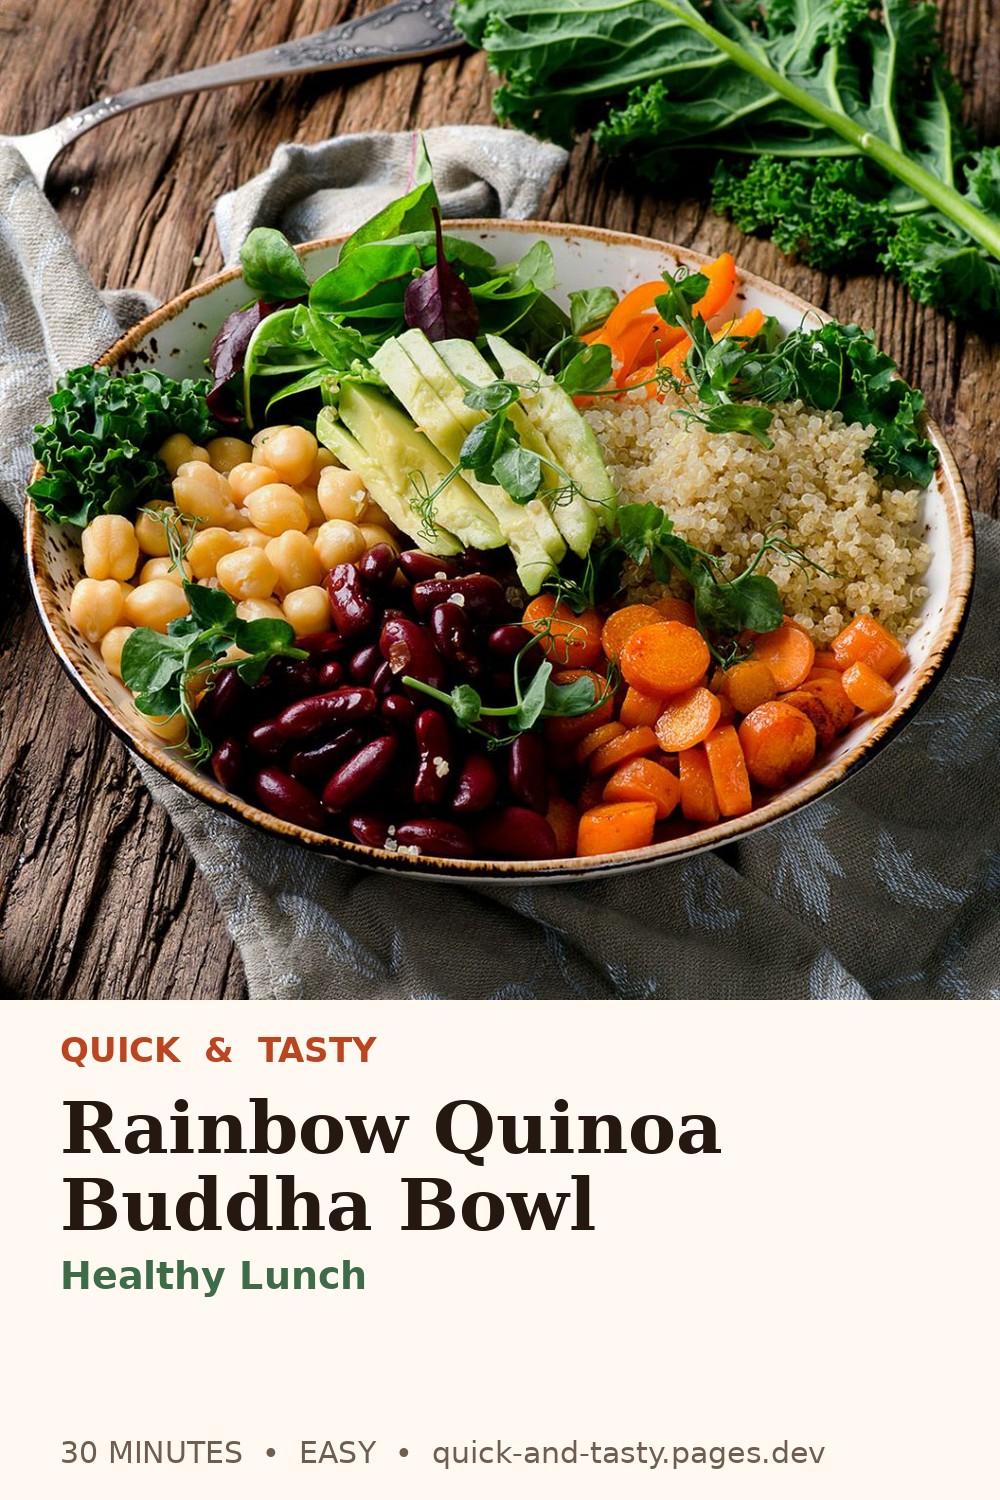 QUICK & TASTY
Rainbow Quinoa
Buddha Bowl
Healthy Lunch
30 MINUTES • EASY • quick-and-tasty.pages.dev